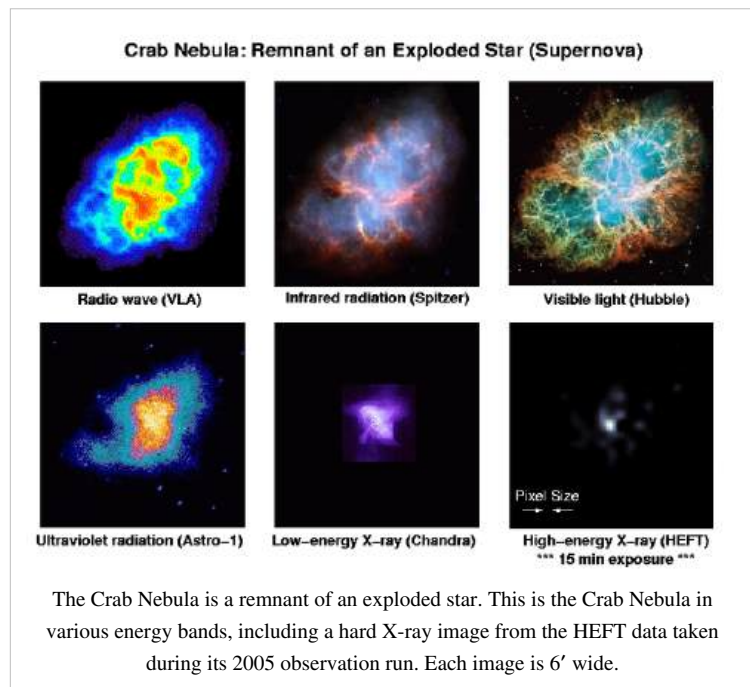 Crab Nebula: Remnant of an Exploded Star (Supernova)
Radio wave (VLA)
Infrared radiation (Spitzer)
Visible light (Hubble)
Ultraviolet radiation (Astro-1)
Low-energy X-ray (Chandra)
Pixel Size
High-energy X-ray (HEFT)
*** 15 min exposure ***
The Crab Nebula is a remnant of an exploded star. This is the Crab Nebula in
various energy bands, including a hard X-ray image from the HEFT data taken
during its 2005 observation run. Each image is 6′ wide.